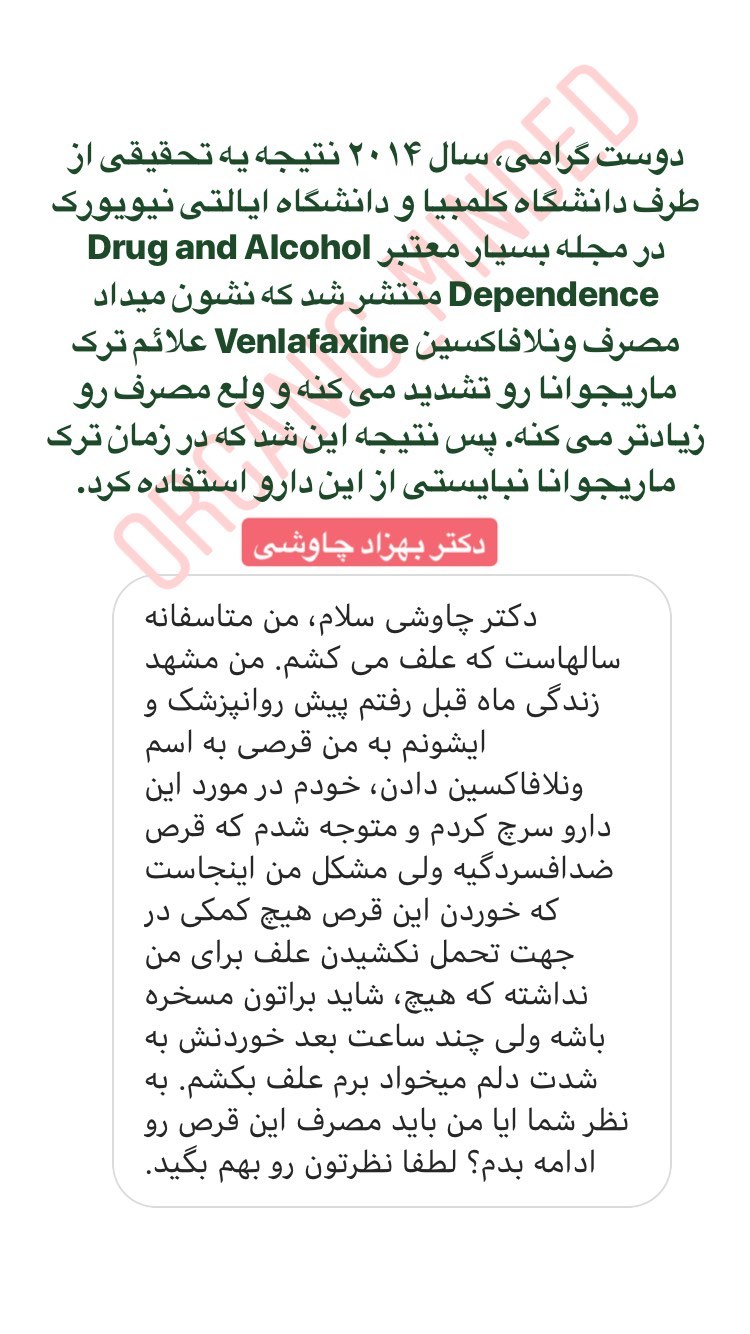 دوست گرامی، سال ۲۰۱۴ نتیجه یه تحقیقی از
طرف دانشگاه کلمبیا و دانشگاه ایالتی نیویورک
در مجله بسیار معتبر Drug and Alcohol
Dependence منتشر شد که نشون میداد
مصرف ونلافاکسین Venlafaxine علائم ترک
ماریجوانا رو تشدید می کنه و ولع مصرف رو
زیادتر می کنه. پس نتیجه این شد که در زمان ترک
ماریجوانا نبایستی از این دارو استفاده کرد.
ORGANIC_MINDED
دکتر بهزاد چاوشی
دکتر چاوشی سلام، من متاسفانه
سالهاست که علف می کشم. من مشهد
زندگی ماه قبل رفتم پیش روانپزشک و
ایشونم به من قرصی به اسم
ونلافاکسین دادن، خودم در مورد این
دارو سرچ کردم و متوجه شدم که قرص
ضدافسردگیه ولی مشکل من اینجاست
که خوردن این قرص هیچ کمکی در
جهت تحمل نکشیدن علف برای من
نداشته که هیچ، شاید براتون مسخره
باشه ولی چند ساعت بعد خوردنش به
شدت دلم میخواد برم علف بکشم. به
نظر شما ایا من باید مصرف این قرص رو
ادامه بدم؟ لطفا نظرتون رو بهم بگید.